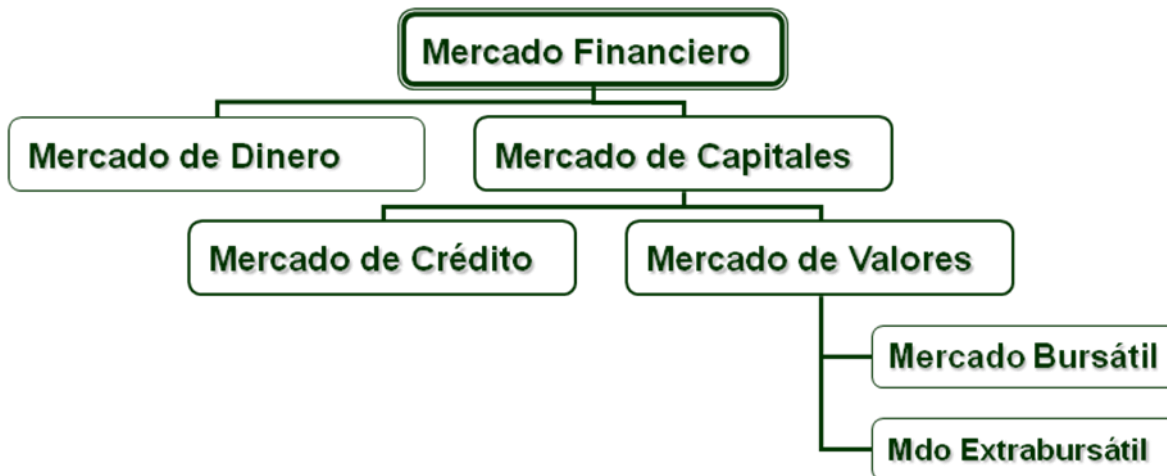 Mercado Financiero
Mercado de Dinero
Mercado de Capitales
Mercado de Crédito
Mercado de Valores
Mercado Bursátil
Mdo Extrabursátil